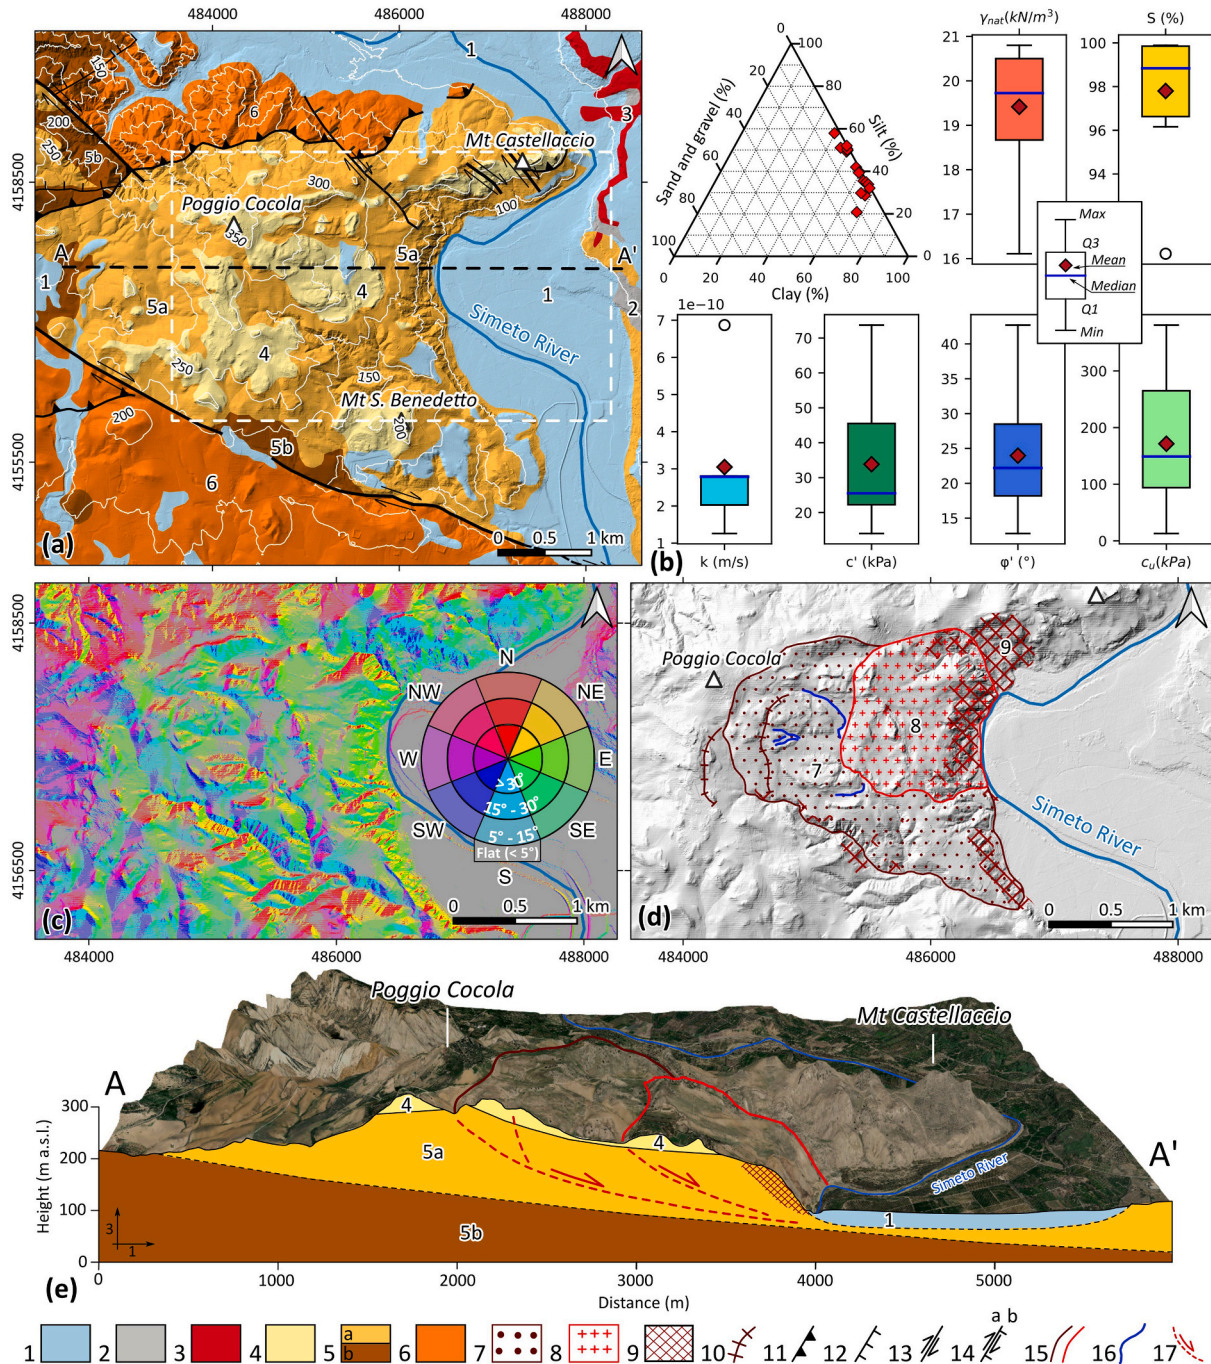 484000 486000 488000
4158500
4155500
1
150
200
250
5b
6
3
Mt Castellaccio
300
100
Poggio Cocola
350
A
5a
A'
1
4
1
2
5a
Simeto River
4
250
150
Mt S. Benedetto
200
200
5b
6
0 0.5 1 km
(a)
0
100
20
80
40
60
60
40
80
20
100
0
0 20 40 60 80 100
Sand and gravel (%)
Silt (%)
Clay (%)
γnat(kN/m³)
21
20
19
18
17
16
S (%)
100
98
96
94
92
Max
Q3
Mean
Median
Q1
Min
1e−10
7
6
5
4
3
2
1
k (m/s)
70
60
50
40
30
20
c' (kPa)
35
30
25
20
15
φ' (°)
300
200
100
0
cu(kPa)
(b)
4158500
4156500
N
NW NE
W E
SW SE
S
> 30°
15° - 30°
5° - 15°
Flat (< 5°)
0 0.5 1 km
(c)
484000 486000 488000
Poggio Cocola
9
8
7
Simeto River
0 0.5 1 km
(d)
484000 486000 488000
Poggio Cocola
Mt Castellaccio
A
A'
Height (m a.s.l.)
300
200
100
0
4
4
5a
5b
1
Simeto River
3
1
0 1000 2000 3000 4000 5000
Distance (m)
(e)
1 2 3 4 5 a b 6 7 8 9 10 11 12 13 14 a b 15 16 17